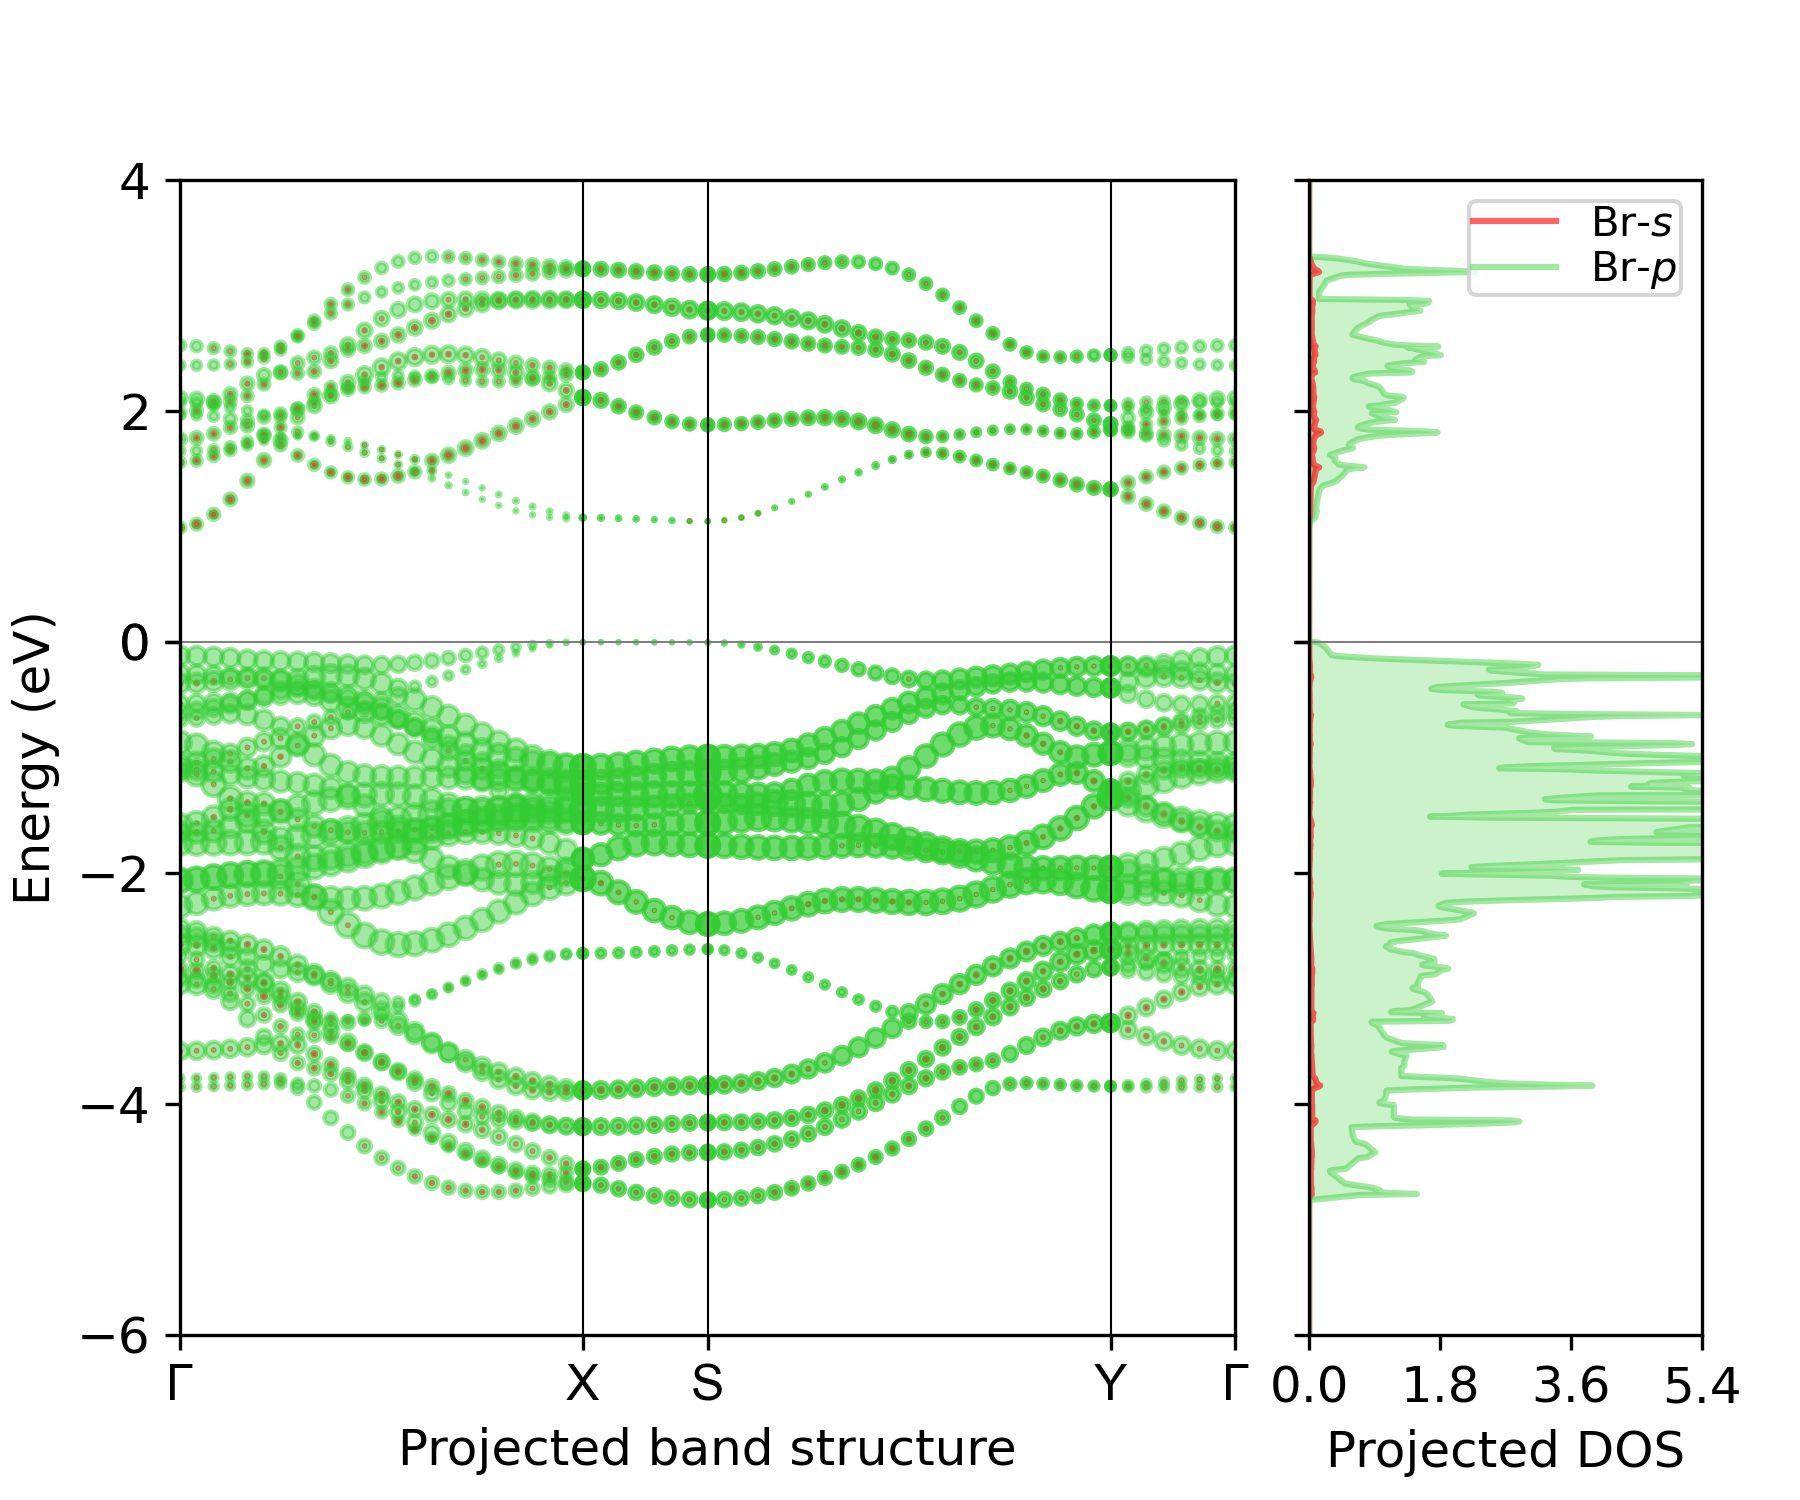 4
2
0
−2
−4
−6
Energy (eV)
Γ
X
S
Y
Γ
Projected band structure
Br-s
Br-p
0.0
1.8
3.6
5.4
Projected DOS